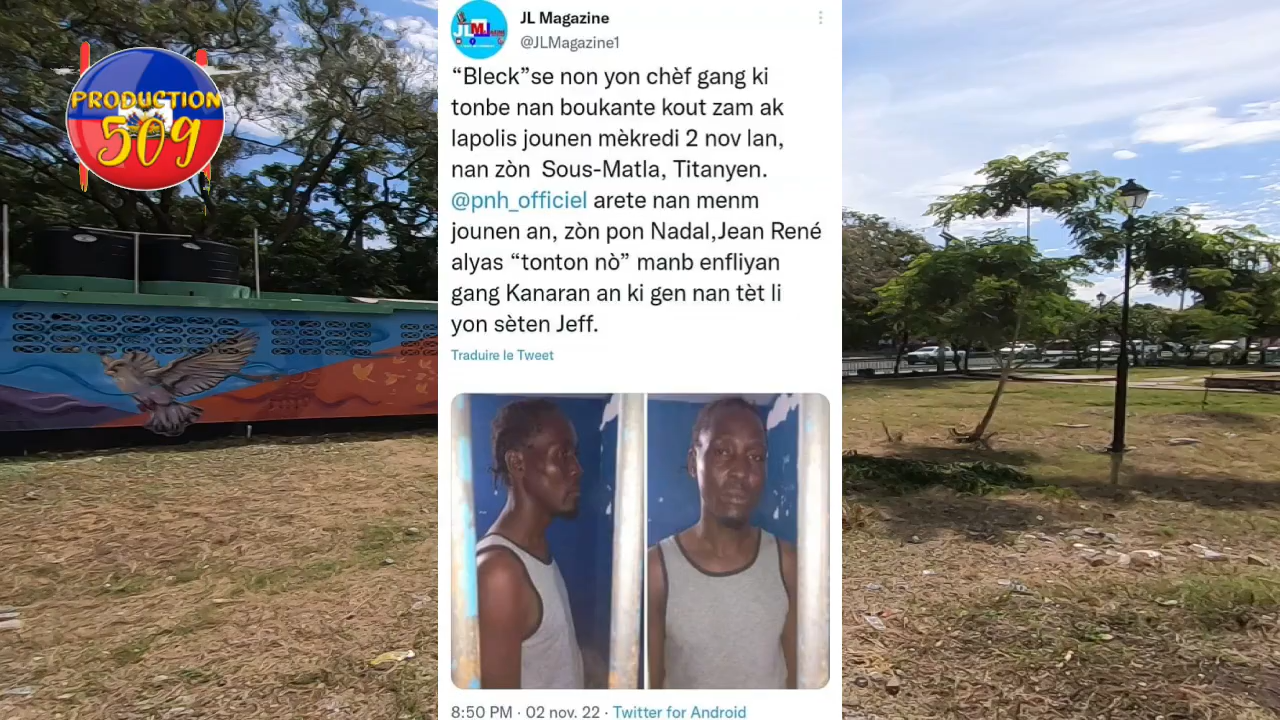 PRODUCTION
509
JL Magazine
@JLMagazine1
“Bleck”se non yon chèf gang ki
tonbe nan boukante kout zam ak
lapolis jounen mèkredi 2 nov lan,
nan zòn Sous-Matla, Titanyen.
@pnh_officiel arete nan menm
jounen an, zòn pon Nadal,Jean René
alyas “tonton nò” manb enfliyan
gang Kanaran an ki gen nan tèt li
yon sèten Jeff.
Traduire le Tweet
8:50 PM · 02 nov. 22 · Twitter for Android